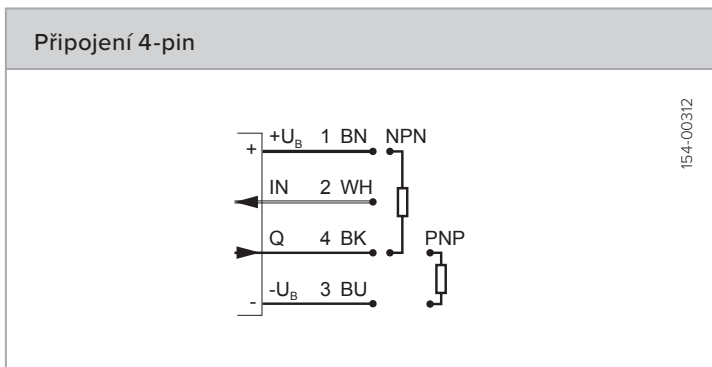 Připojení 4-pin
+ +U_B 1 BN NPN
IN 2 WH
Q 4 BK PNP
- -U_B 3 BU
154-00312